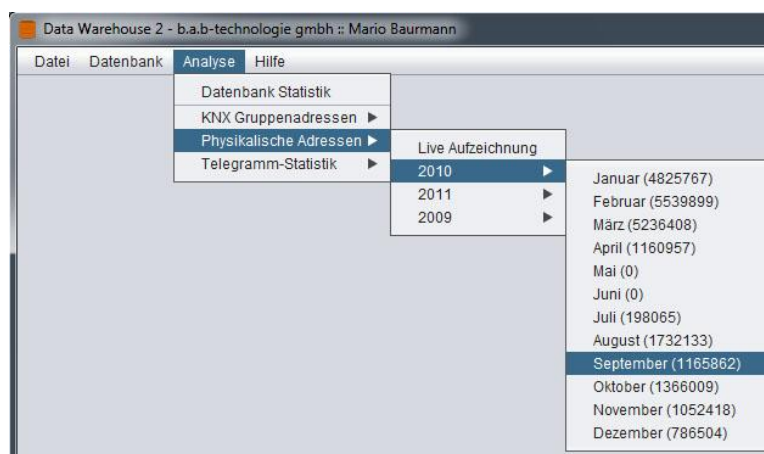 Data Warehouse 2 - b.a.b-technologie gmbh :: Mario Baurmann
Datei Datenbank Analyse Hilfe
Datenbank Statistik
KNX Gruppenadressen
Physikalische Adressen
Telegramm-Statistik
Live Aufzeichnung
2010
2011
2009
Januar (4825767)
Februar (5539899)
März (5236408)
April (1160957)
Mai (0)
Juni (0)
Juli (198065)
August (1732133)
September (1165862)
Oktober (1366009)
November (1052418)
Dezember (786504)